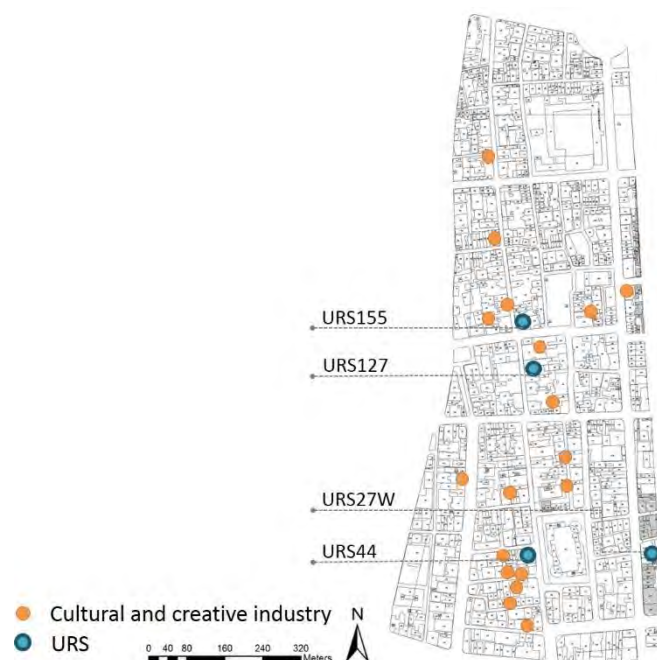 URS155
URS127
URS27W
URS44
Cultural and creative industry
URS
N
0 40 80 160 240 320
Meters